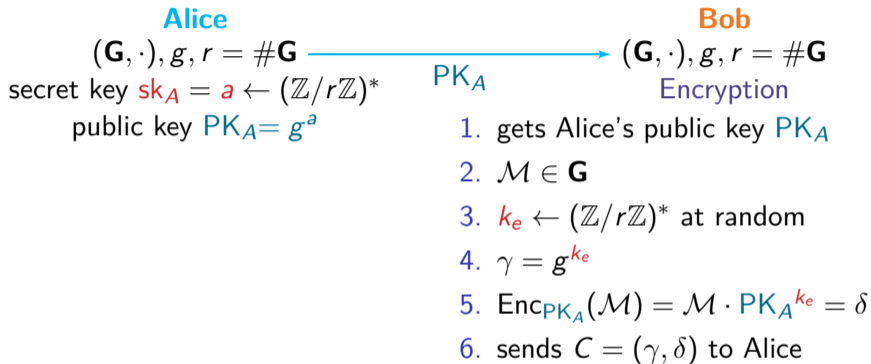 Alice
(G, ·), g, r = #G
secret key sk_A = a ← (ℤ/rℤ)*
public key PK_A = g^a
PK_A
Bob
(G, ·), g, r = #G
Encryption
1. gets Alice's public key PK_A
2. ℳ ∈ G
3. k_e ← (ℤ/rℤ)* at random
4. γ = g^{k_e}
5. Enc_{PK_A}(ℳ) = ℳ · PK_A^{k_e} = δ
6. sends C = (γ, δ) to Alice